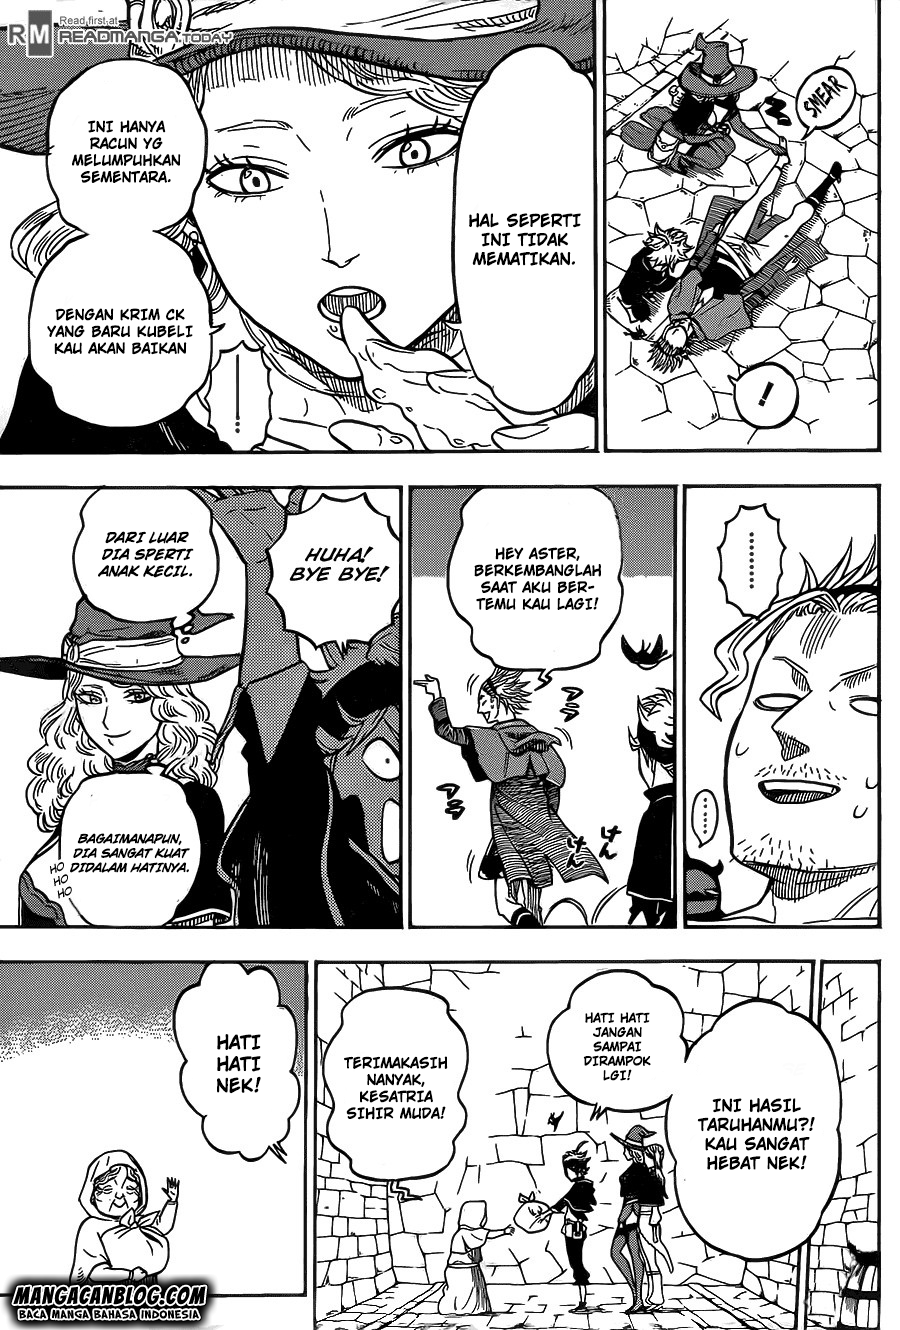 Read first at
RM READMANGA.TODAY
SMEAR
!
HAL SEPERTI
INI TIDAK
MEMATIKAN.
INI HANYA
RACUN YG
MELUMPUHKAN
SEMENTARA.
DENGAN KRIM CK
YANG BARU KUBELI
KAU AKAN BAIKAN
..........
..........
......
HEY ASTER,
BERKEMBANGLAH
SAAT AKU BER-
TEMU KAU LAGI!
けん
けん
HUHA!
BYE BYE!
DARI LUAR
DIA SPERTI
ANAK KECIL.
BAGAIMANAPUN,
DIA SANGAT KUAT
DIDALAM HATINYA.
HO
HO
HO
INI HASIL
TARUHANMU?!
KAU SANGAT
HEBAT NEK!
HATI HATI
JANGAN
SAMPAI
DIRAMPOK
LGI!
TERIMAKASIH
NANYAK,
KESATRIA
SIHIR MUDA!
HATI
HATI
NEK!
MANGACANBLOG.COM
BACA MANGA BAHASA INDONESIA